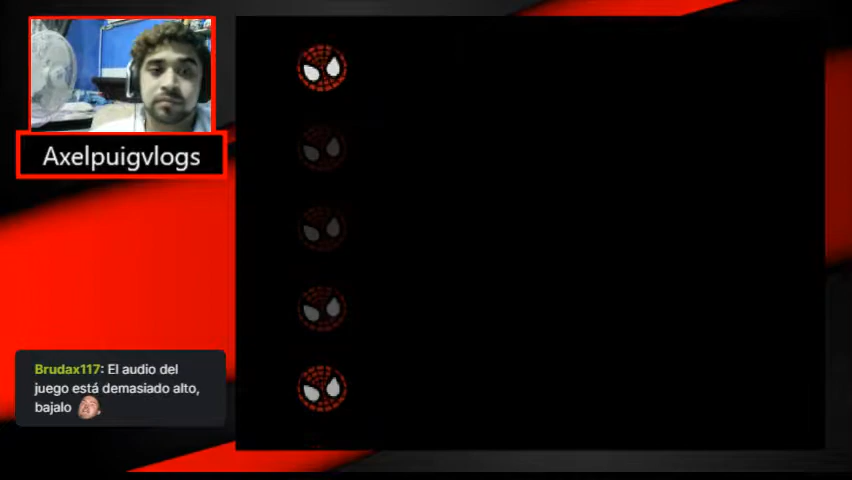 Axelpuigvlogs
Brudax117: El audio del
juego está demasiado alto,
bajalo